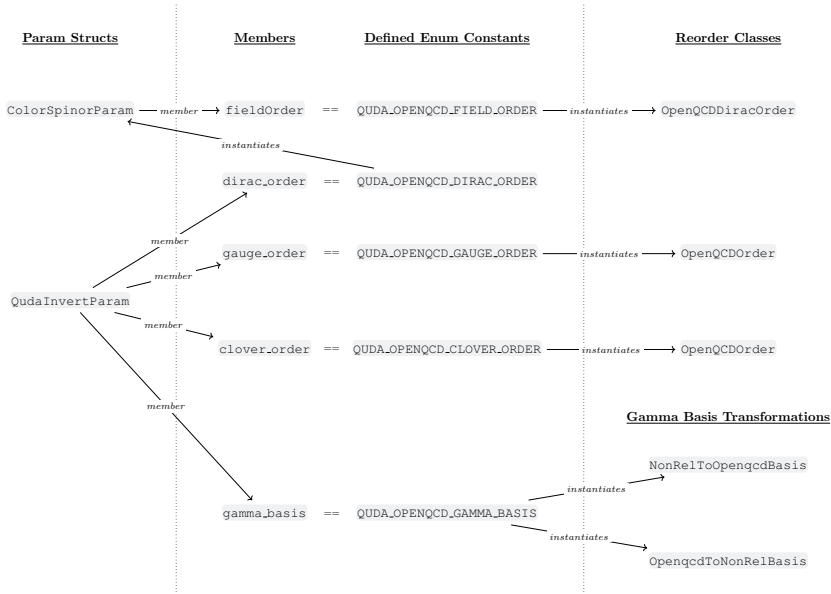 Param Structs Members Defined Enum Constants Reorder Classes
ColorSpinorParam member fieldOrder == QUDA_OPENQCD_FIELD_ORDER instantiates OpenQCDDiracOrder
instantiates
dirac_order == QUDA_OPENQCD_DIRAC_ORDER
member
gauge_order == QUDA_OPENQCD_GAUGE_ORDER instantiates OpenQCDOrder
member
QudaInvertParam
member
clover_order == QUDA_OPENQCD_CLOVER_ORDER instantiates OpenQCDOrder
member
Gamma Basis Transformations
NonRelToOpenqcdBasis
instantiates
gamma_basis == QUDA_OPENQCD_GAMMA_BASIS
instantiates
OpenqcdToNonRelBasis